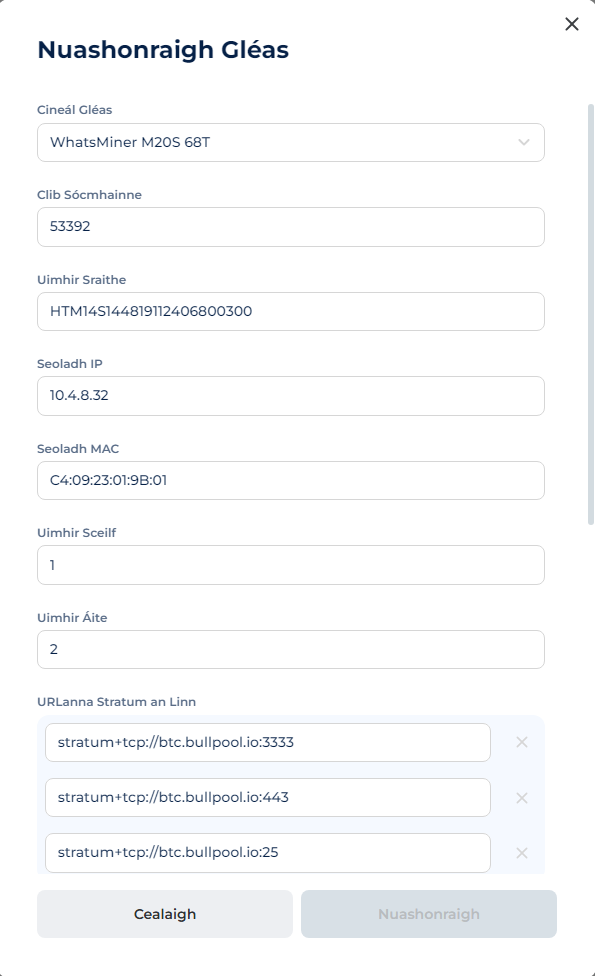 Nuashonraigh Gléas
Cineál Gléas
WhatsMiner M20S 68T
Clib Sócmhainne
53392
Uimhir Sraithe
HTM14S144819112406800300
Seoladh IP
10.4.8.32
Seoladh MAC
C4:09:23:01:9B:01
Uimhir Sceilf
1
Uimhir Áite
2
URLanna Stratum an Linn
stratum+tcp://btc.bullpool.io:3333
stratum+tcp://btc.bullpool.io:443
stratum+tcp://btc.bullpool.io:25
Cealaigh
Nuashonraigh